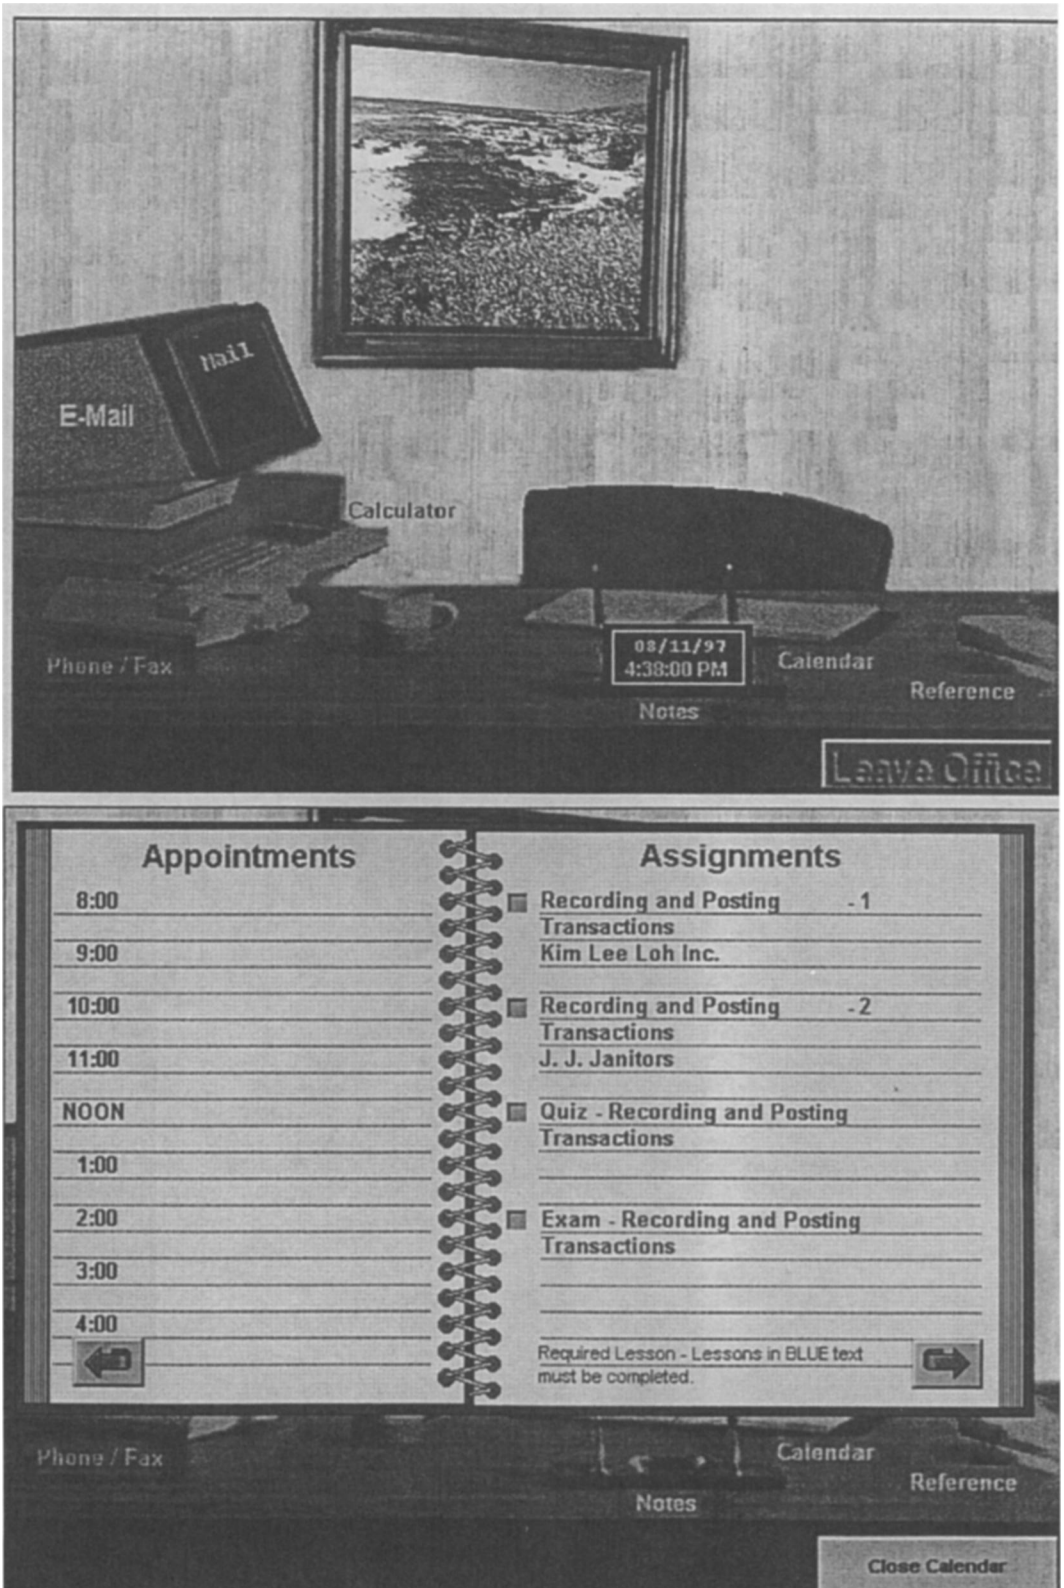 Mail
E-Mail
Calculator
08/11/97
4:38:00 PM
Phone / Fax
Calendar
Reference
Notes
Leave Office
Appointments
8:00
9:00
10:00
11:00
NOON
1:00
2:00
3:00
4:00
Assignments
Recording and Posting - 1
Transactions
Kim Lee Loh Inc.
Recording and Posting - 2
Transactions
J. J. Janitors
Quiz - Recording and Posting
Transactions
Exam - Recording and Posting
Transactions
Required Lesson - Lessons in BLUE text
must be completed.
Phone / Fax
Calendar
Reference
Notes
Close Calendar